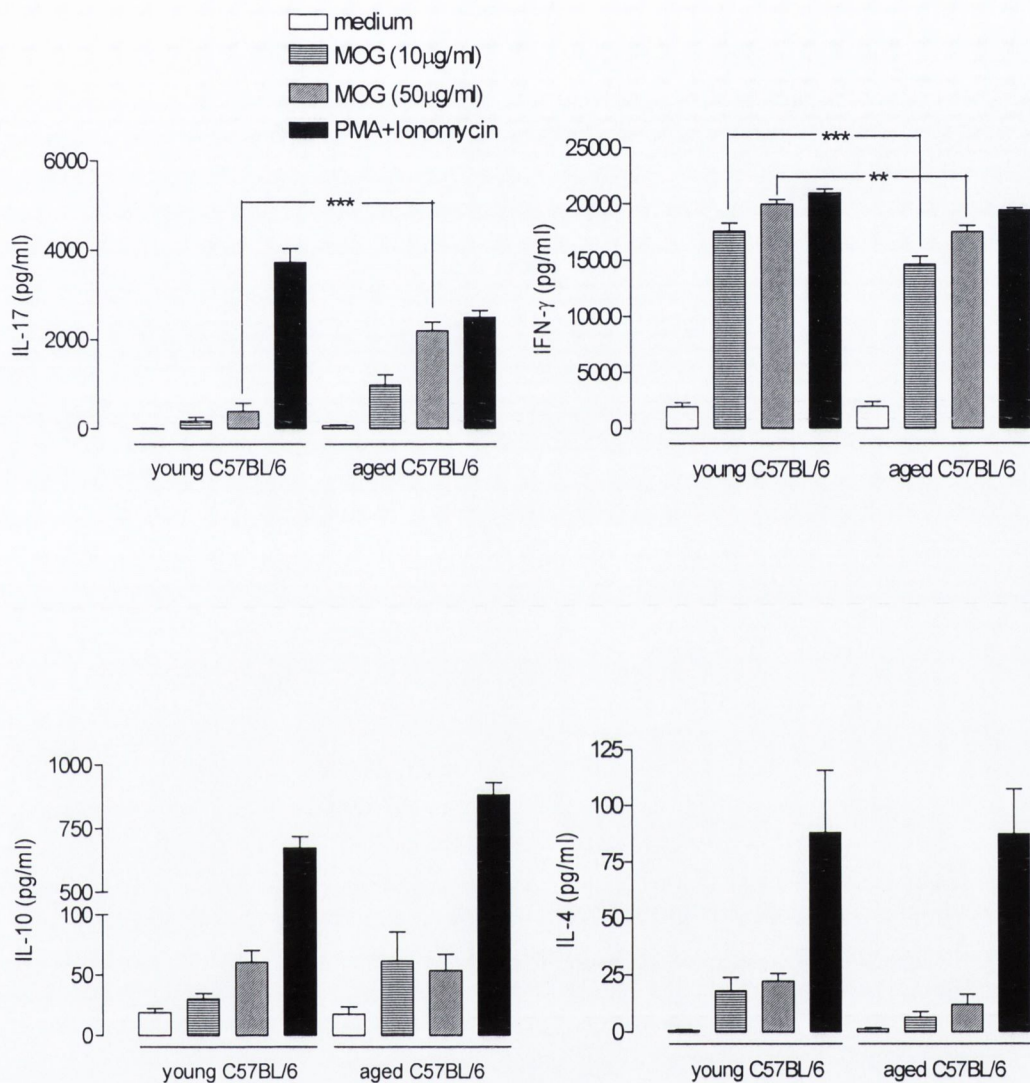 medium
MOG (10µg/ml)
MOG (50µg/ml)
PMA+Ionomycin
6000
4000
2000
0
IL-17 (pg/ml)
***
young C57BL/6
aged C57BL/6
25000
20000
15000
10000
5000
0
IFN-γ (pg/ml)
***
**
young C57BL/6
aged C57BL/6
1000
750
500
100
50
0
IL-10 (pg/ml)
young C57BL/6
aged C57BL/6
125
100
75
50
25
0
IL-4 (pg/ml)
young C57BL/6
aged C57BL/6